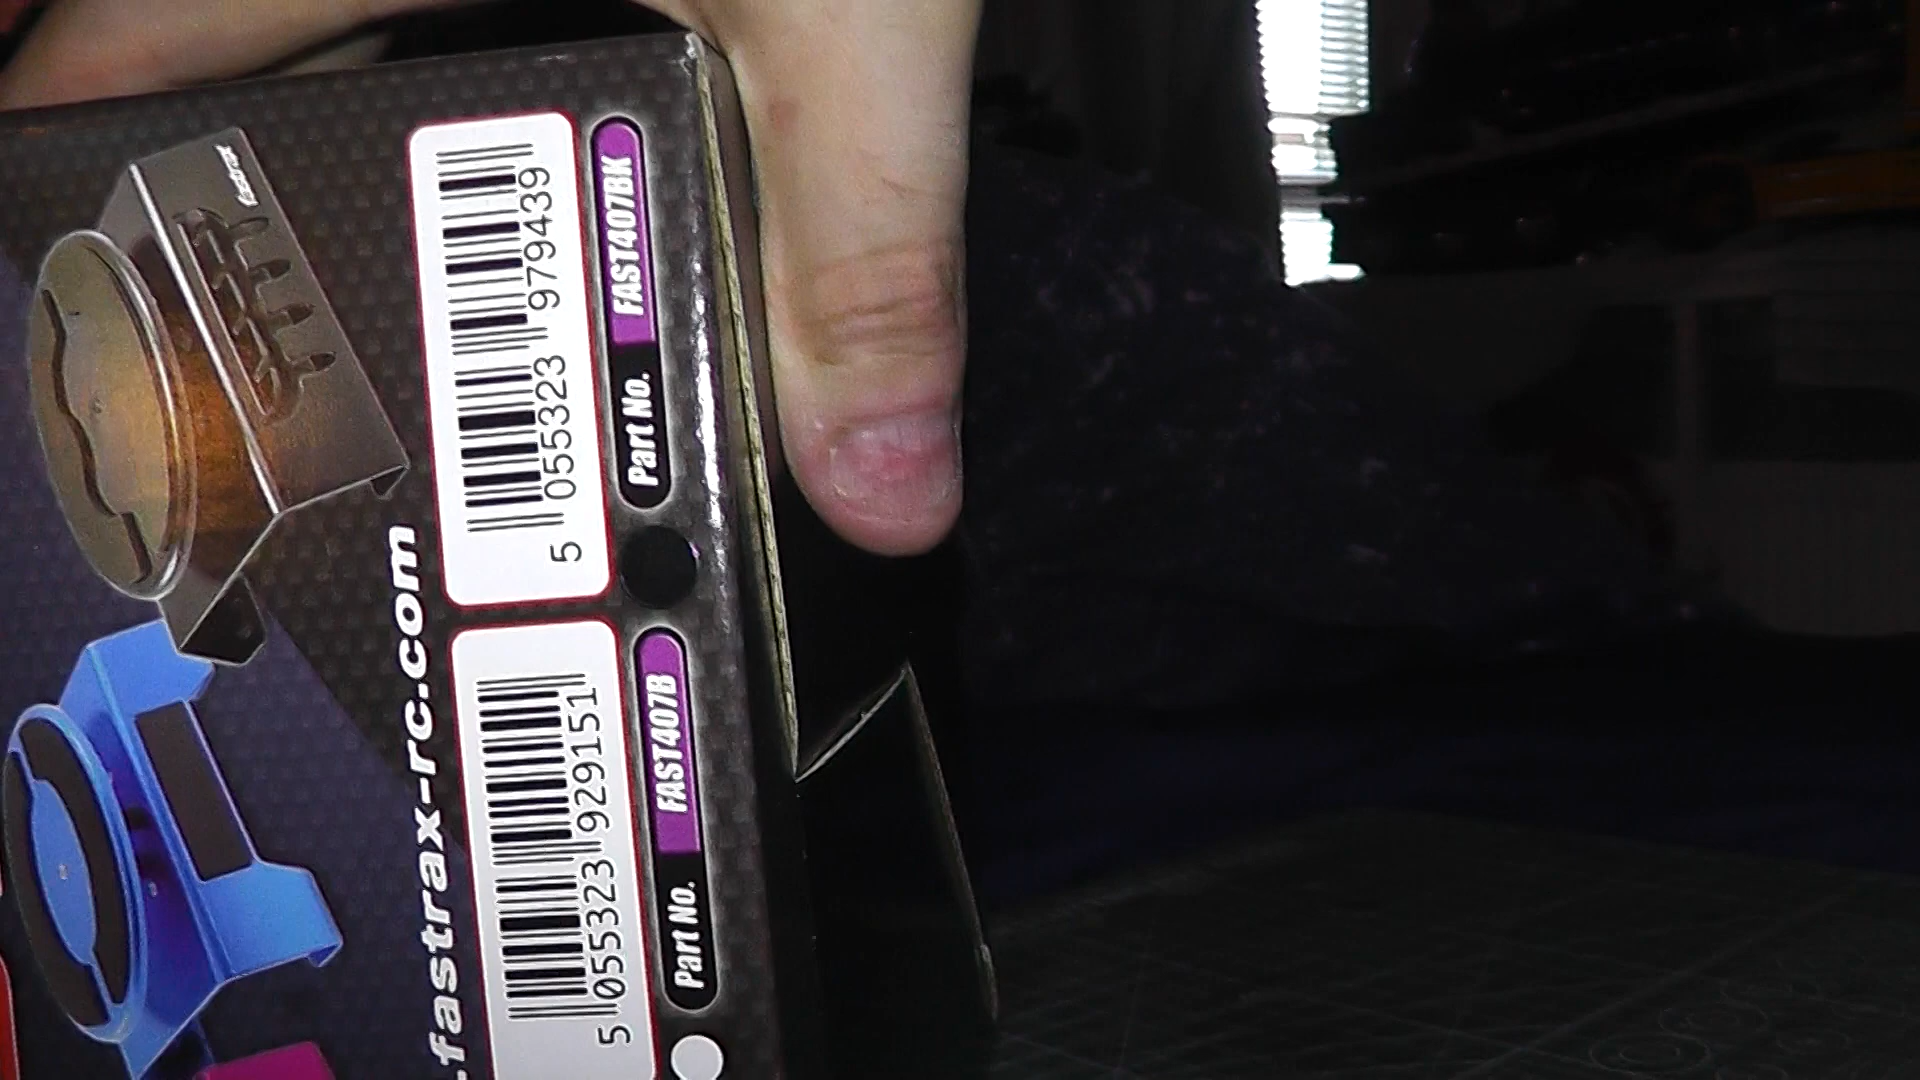 -fastrax-rc.com
5 055323 979439
Part No. FAST407BK
5 055323 929151
Part No. FAST407B